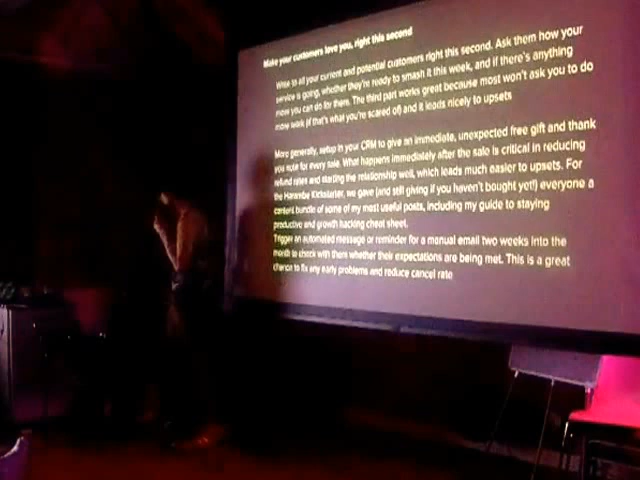 Make your customers love you, right this second
Write to all your current and potential customers right this second. Ask them how your
service is going, whether they're ready to smash it this week, and if there's anything
more you can do for them. The third part works great because most won't ask you to do
more work (if that's what you're scared of) and it leads nicely to upsets
More generally, setup in your CRM to give an immediate, unexpected free gift and thank
you note for every sale. What happens immediately after the sale is critical in reducing
refund rates and starting the relationship well, which leads much easier to upsets. For
the Harambe Kickstarter, we gave (and still giving if you haven't bought yet!) everyone a
content bundle of some of my most useful posts, including my guide to staying
productive and growth hacking cheat sheet.
Trigger an automated message or reminder for a manual email two weeks into the
month to check with them whether their expectations are being met. This is a great
chance to fix any early problems and reduce cancel rate